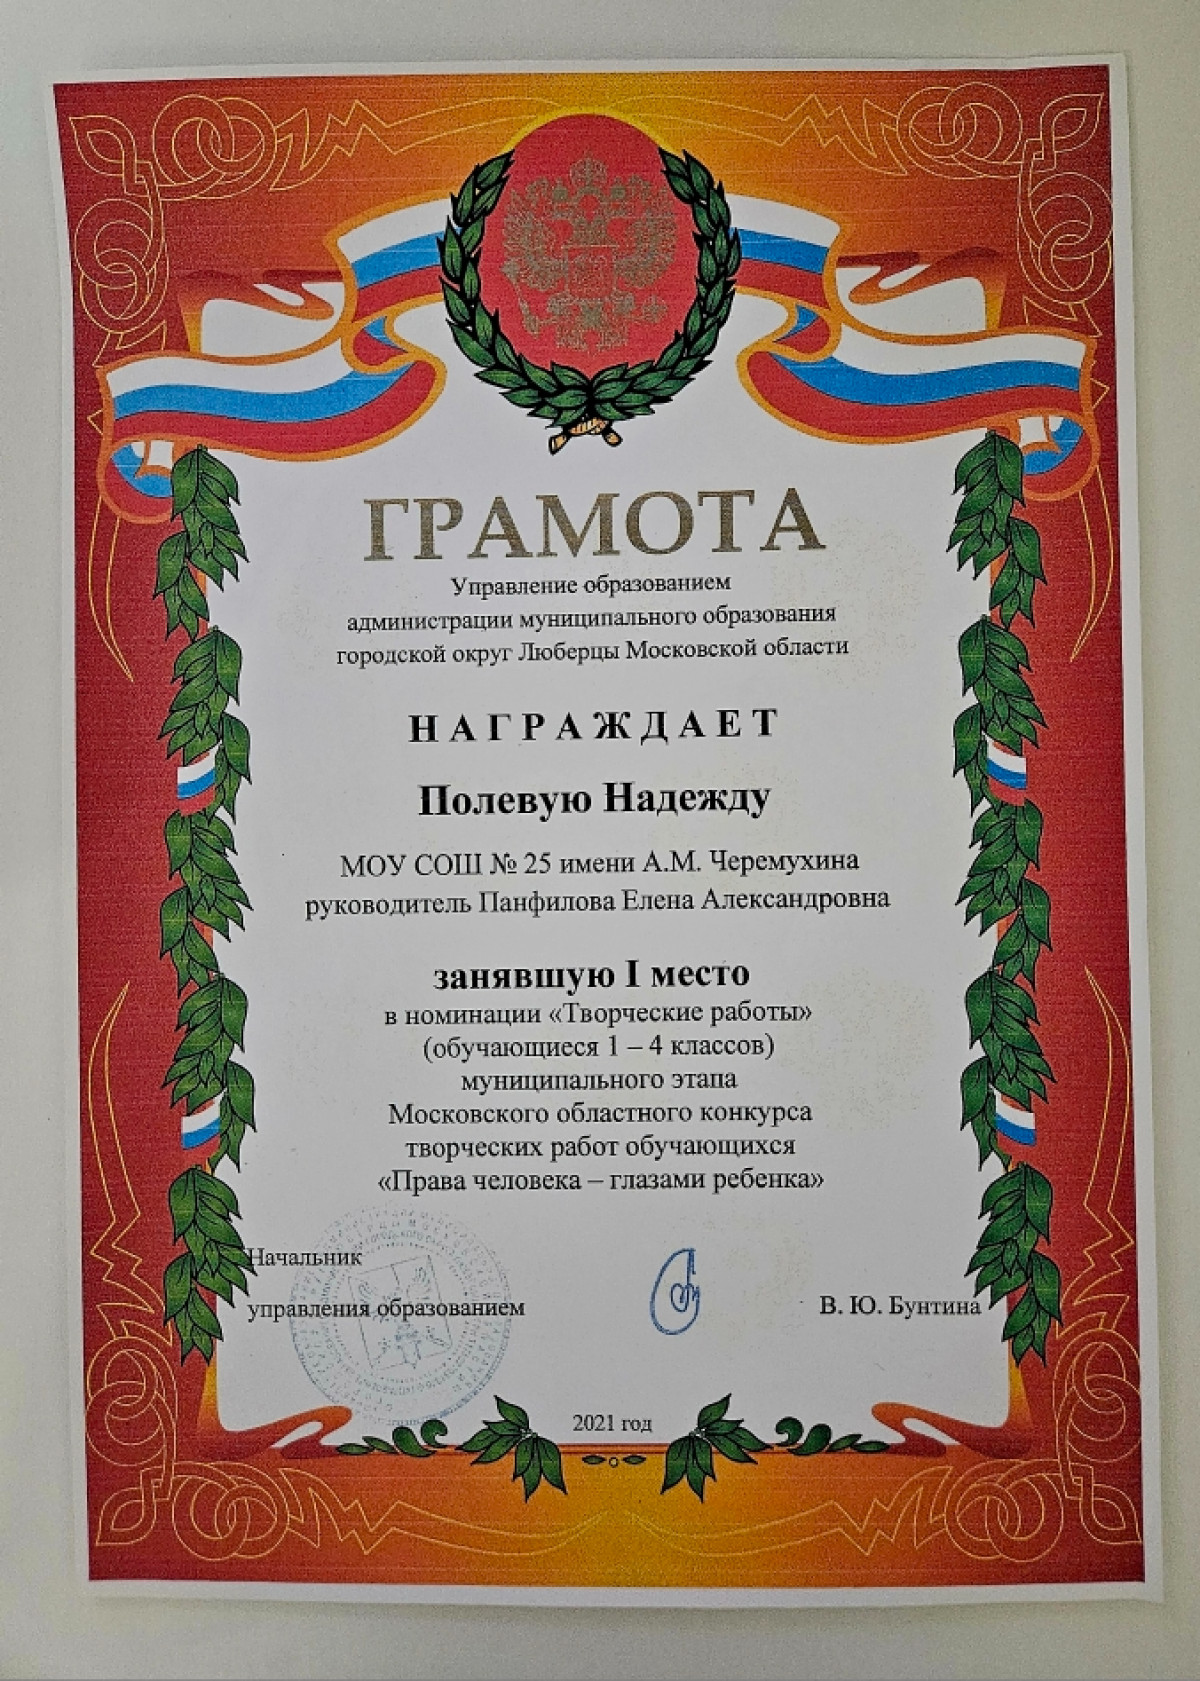 ГРАМОТА
Управление образованием
администрации муниципального образования
городской округ Люберцы Московской области
НАГРАЖДАЕТ
Полевую Надежду
МОУ СОШ № 25 имени А.М. Черемухина
руководитель Панфилова Елена Александровна
занявшую I место
в номинации «Творческие работы»
(обучающиеся 1 – 4 классов)
муниципального этапа
Московского областного конкурса
творческих работ обучающихся
«Права человека – глазами ребенка»
Начальник
управления образованием
В. Ю. Бунтина
2021 год